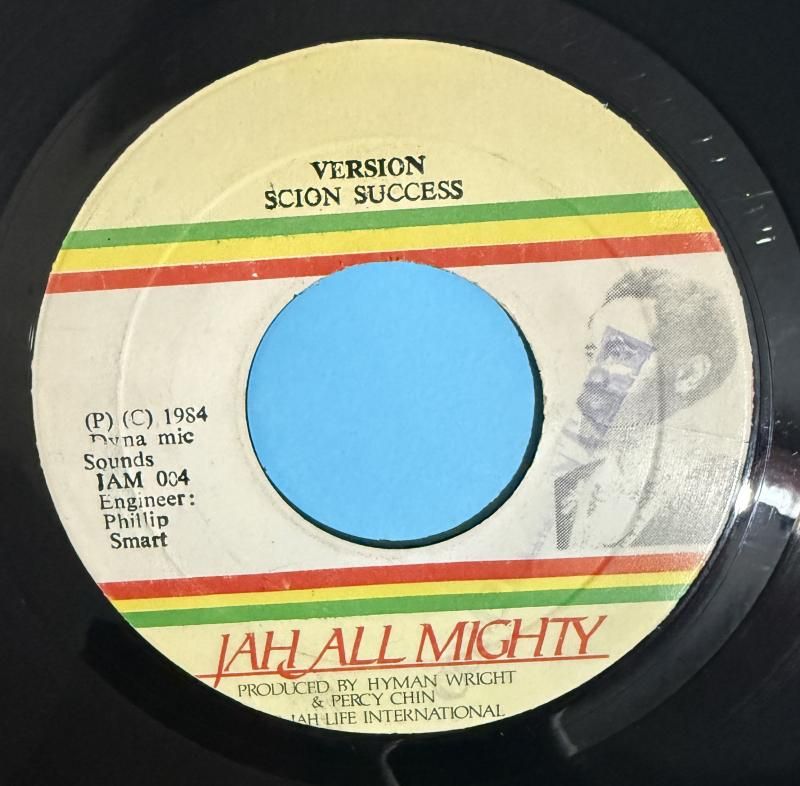 VERSION
SCION SUCCESS
(P) (C) 1984
Dyna mic
Sounds
JAM 004
Engineer:
Phillip
Smart
JAH ALL MIGHTY
PRODUCED BY HYMAN WRIGHT
& PERCY CHIN
JAH LIFE INTERNATIONAL